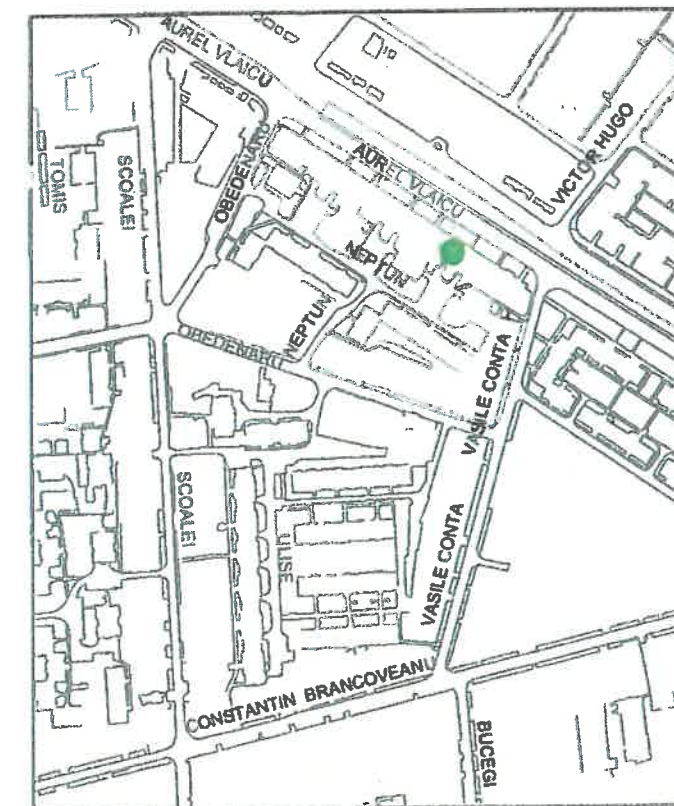 AUREL VLAICU
VICTOR HUGO
AUREL VLAICU
OBEDENARU
SCOALEI
TOMIS
NEPTUN
NEPTUN
OBEDENARU
VASILE CONTA
SCOALEI
ULISE
VASILE CONTA
CONSTANTIN BRANCOVEANU
BUCEGI